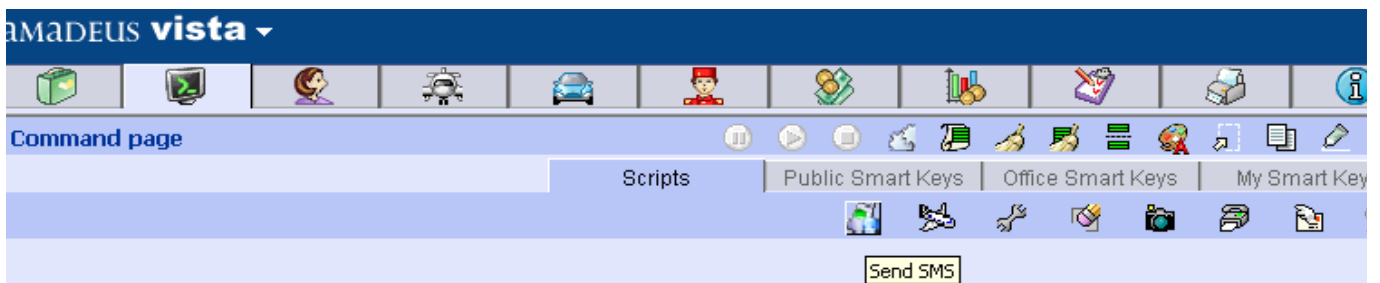 amadeus vista
Command page
Scripts Public Smart Keys Office Smart Keys My Smart Key
Send SMS